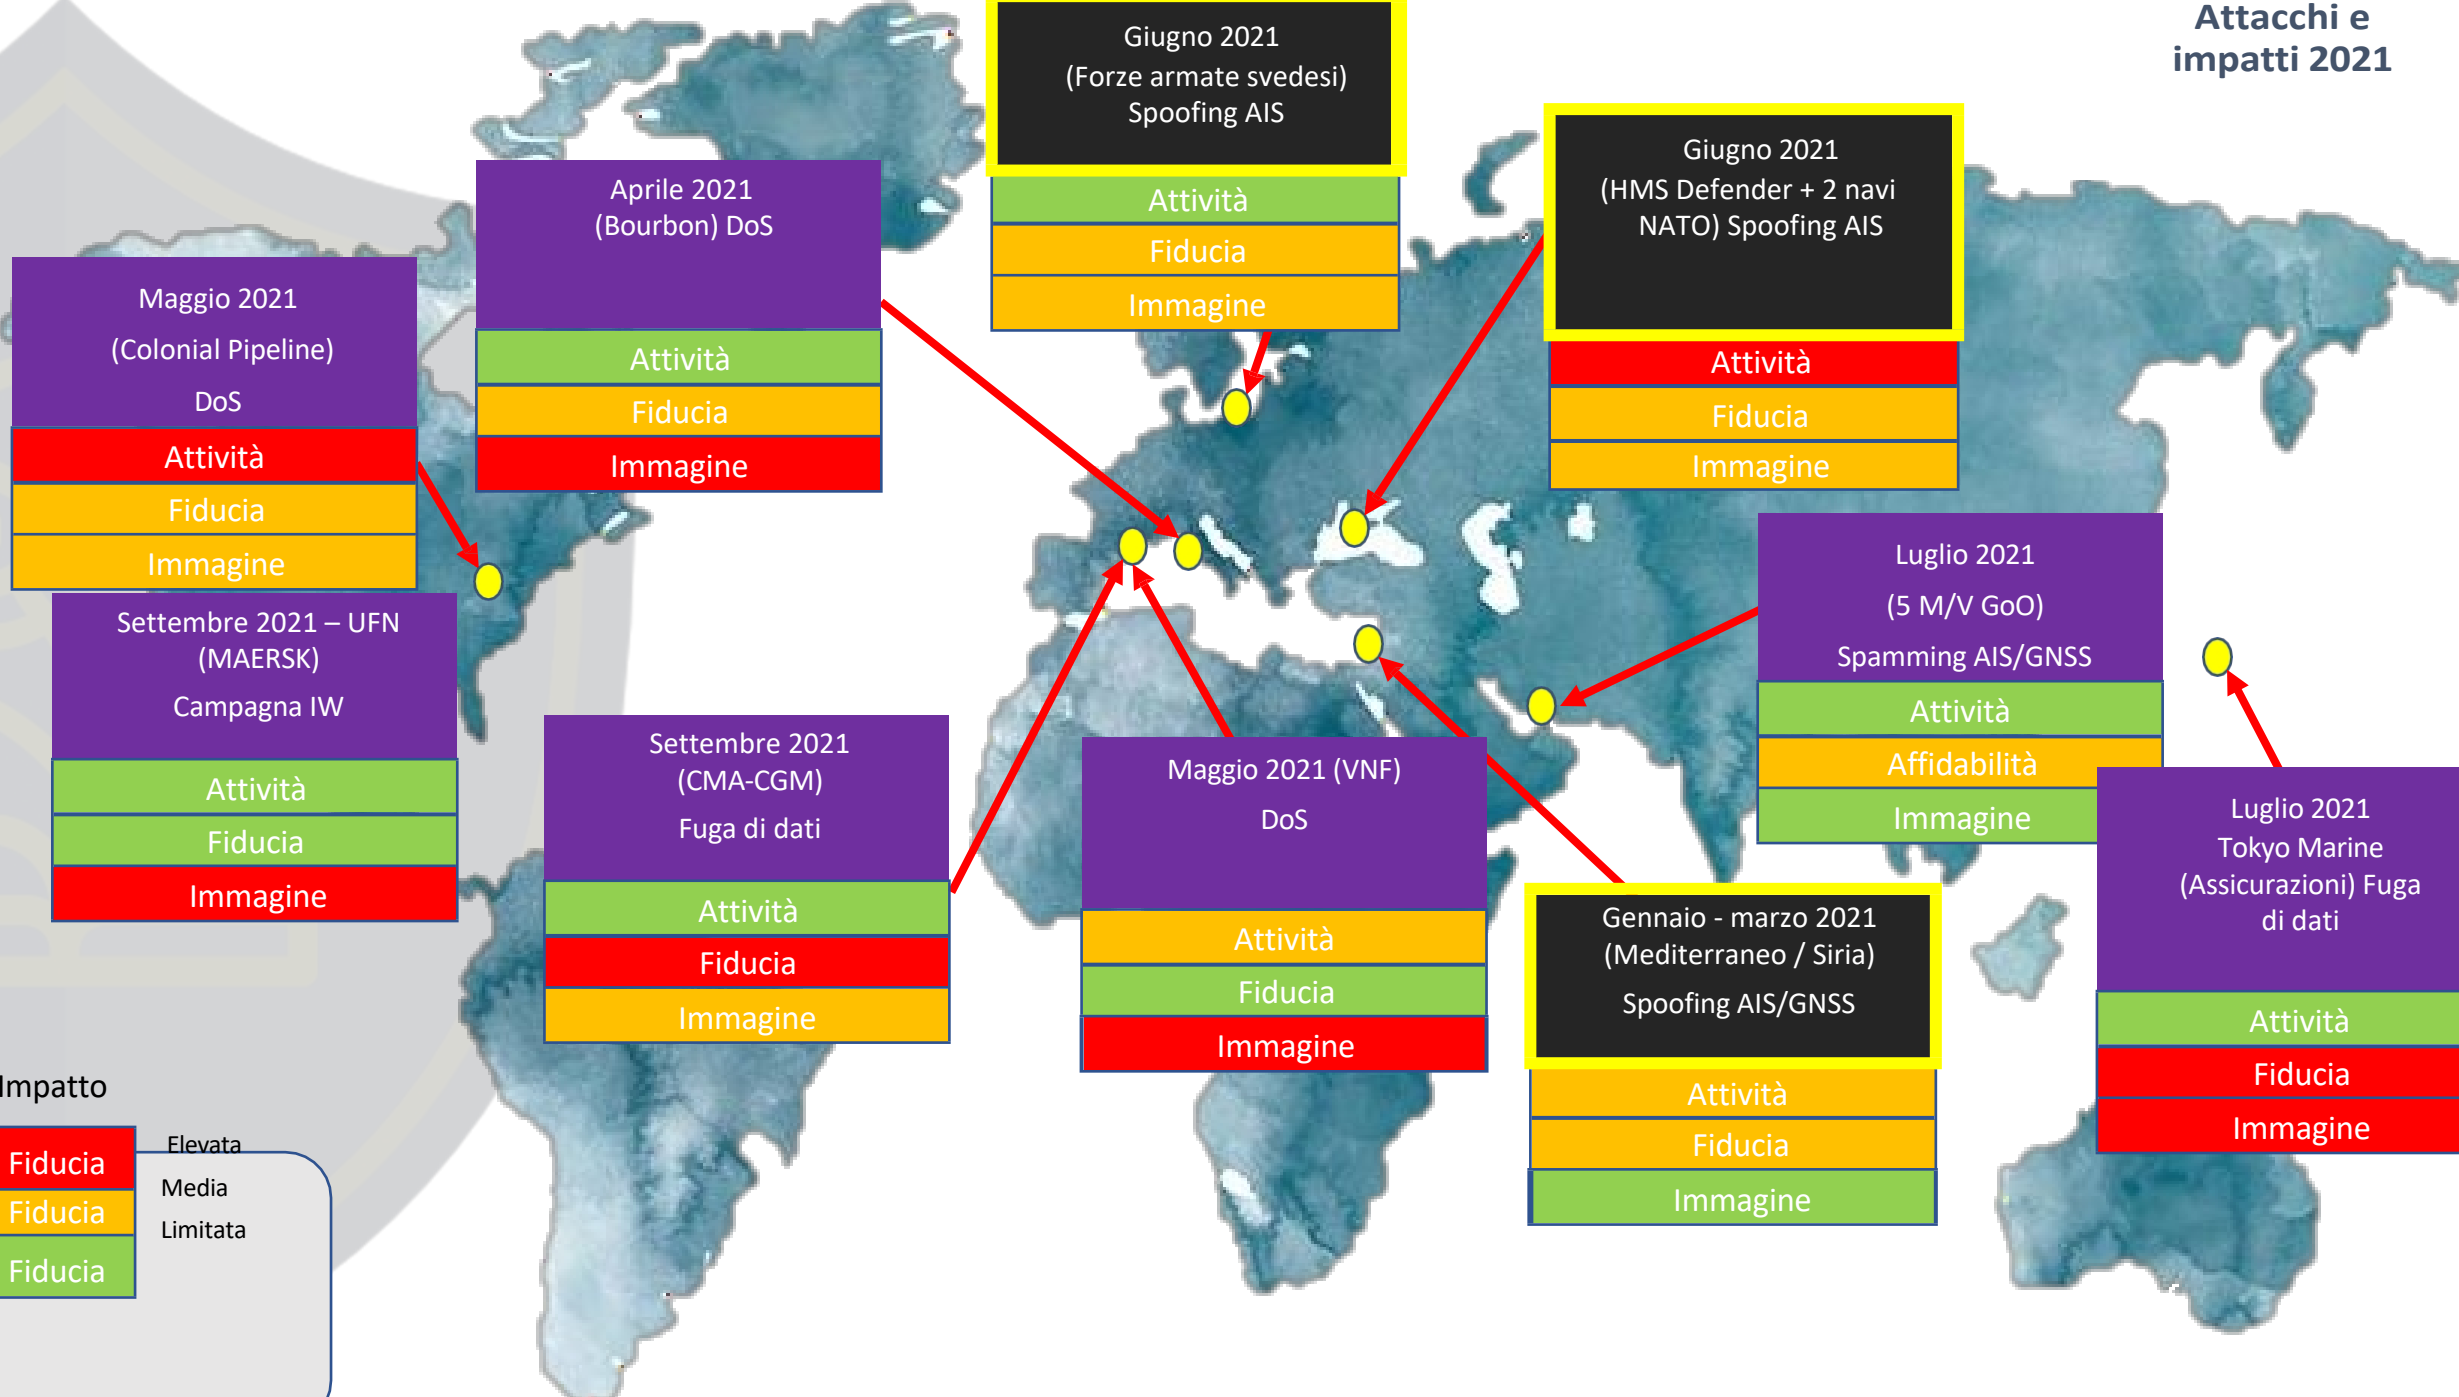 Attacchi e
impatti 2021
Giugno 2021
(Forze armate svedesi)
Spoofing AIS
Attività
Fiducia
Immagine
Giugno 2021
(HMS Defender + 2 navi
NATO) Spoofing AIS
Attività
Fiducia
Immagine
Aprile 2021
(Bourbon) DoS
Attività
Fiducia
Immagine
Maggio 2021
(Colonial Pipeline)
DoS
Attività
Fiducia
Immagine
Settembre 2021 – UFN
(MAERSK)
Campagna IW
Attività
Fiducia
Immagine
Settembre 2021
(CMA-CGM)
Fuga di dati
Attività
Fiducia
Immagine
Maggio 2021 (VNF)
DoS
Attività
Fiducia
Immagine
Luglio 2021
(5 M/V GoO)
Spamming AIS/GNSS
Attività
Affidabilità
Immagine
Gennaio - marzo 2021
(Mediterraneo / Siria)
Spoofing AIS/GNSS
Attività
Fiducia
Immagine
Luglio 2021
Tokyo Marine
(Assicurazioni) Fuga
di dati
Attività
Fiducia
Immagine
Impatto
Fiducia
Elevata
Fiducia
Media
Fiducia
Limitata